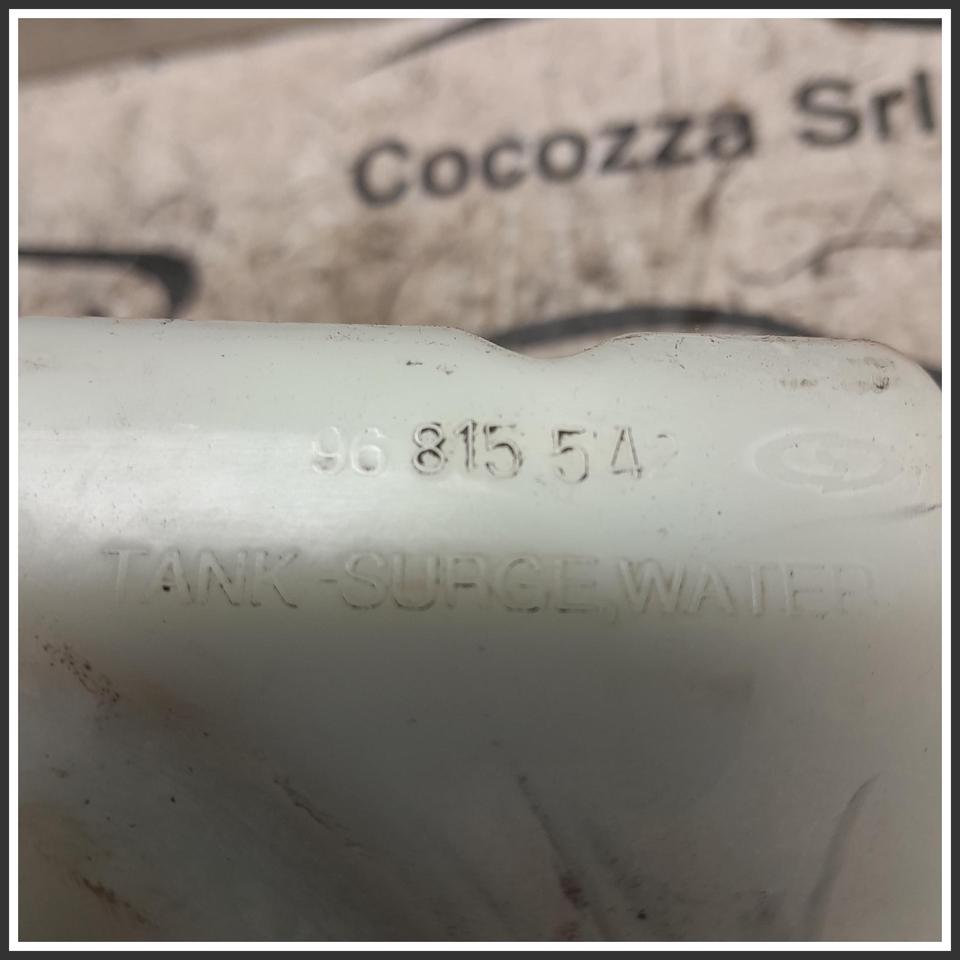 Cocozza Srl
96 815 542
TANK-SURGE,WATER